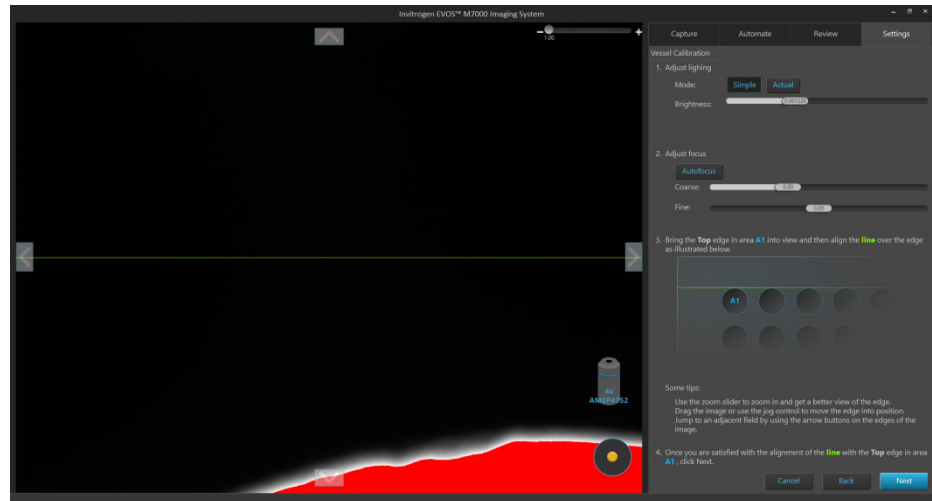 Invitrogen EVOS™ M7000 Imaging System
1.00
4x
AMEP4752
Capture
Automate
Review
Settings
Vessel Calibration
1. Adjust lighing
Mode:
Simple
Actual
Brightness:
2. Adjust focus
Autofocus
Coarse:
0.00
Fine:
0.00
3. Bring the Top edge in area A1 into view and then align the line over the edge
as illustrated below.
A1
Some tips:
Use the zoom slider to zoom in and get a better view of the edge.
Drag the image or use the jog control to move the edge into position.
Jump to an adjacent field by using the arrow buttons on the edges of the
image.
4. Once you are satisfied with the alignment of the line with the Top edge in area
A1 , click Next.
Cancel
Back
Next